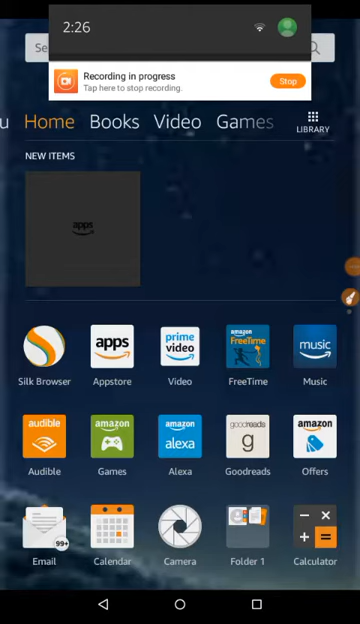 2:26
Se
Recording in progress
Tap here to stop recording.
Stop
u Home Books Video Games
LIBRARY
NEW ITEMS
apps
apps
prime video
amazon FreeTime
music
Silk Browser Appstore Video FreeTime Music
audible
amazon
amazon alexa
goodreads
g
amazon
Audible Games Alexa Goodreads Offers
99+
Email Calendar Camera Folder 1 Calculator